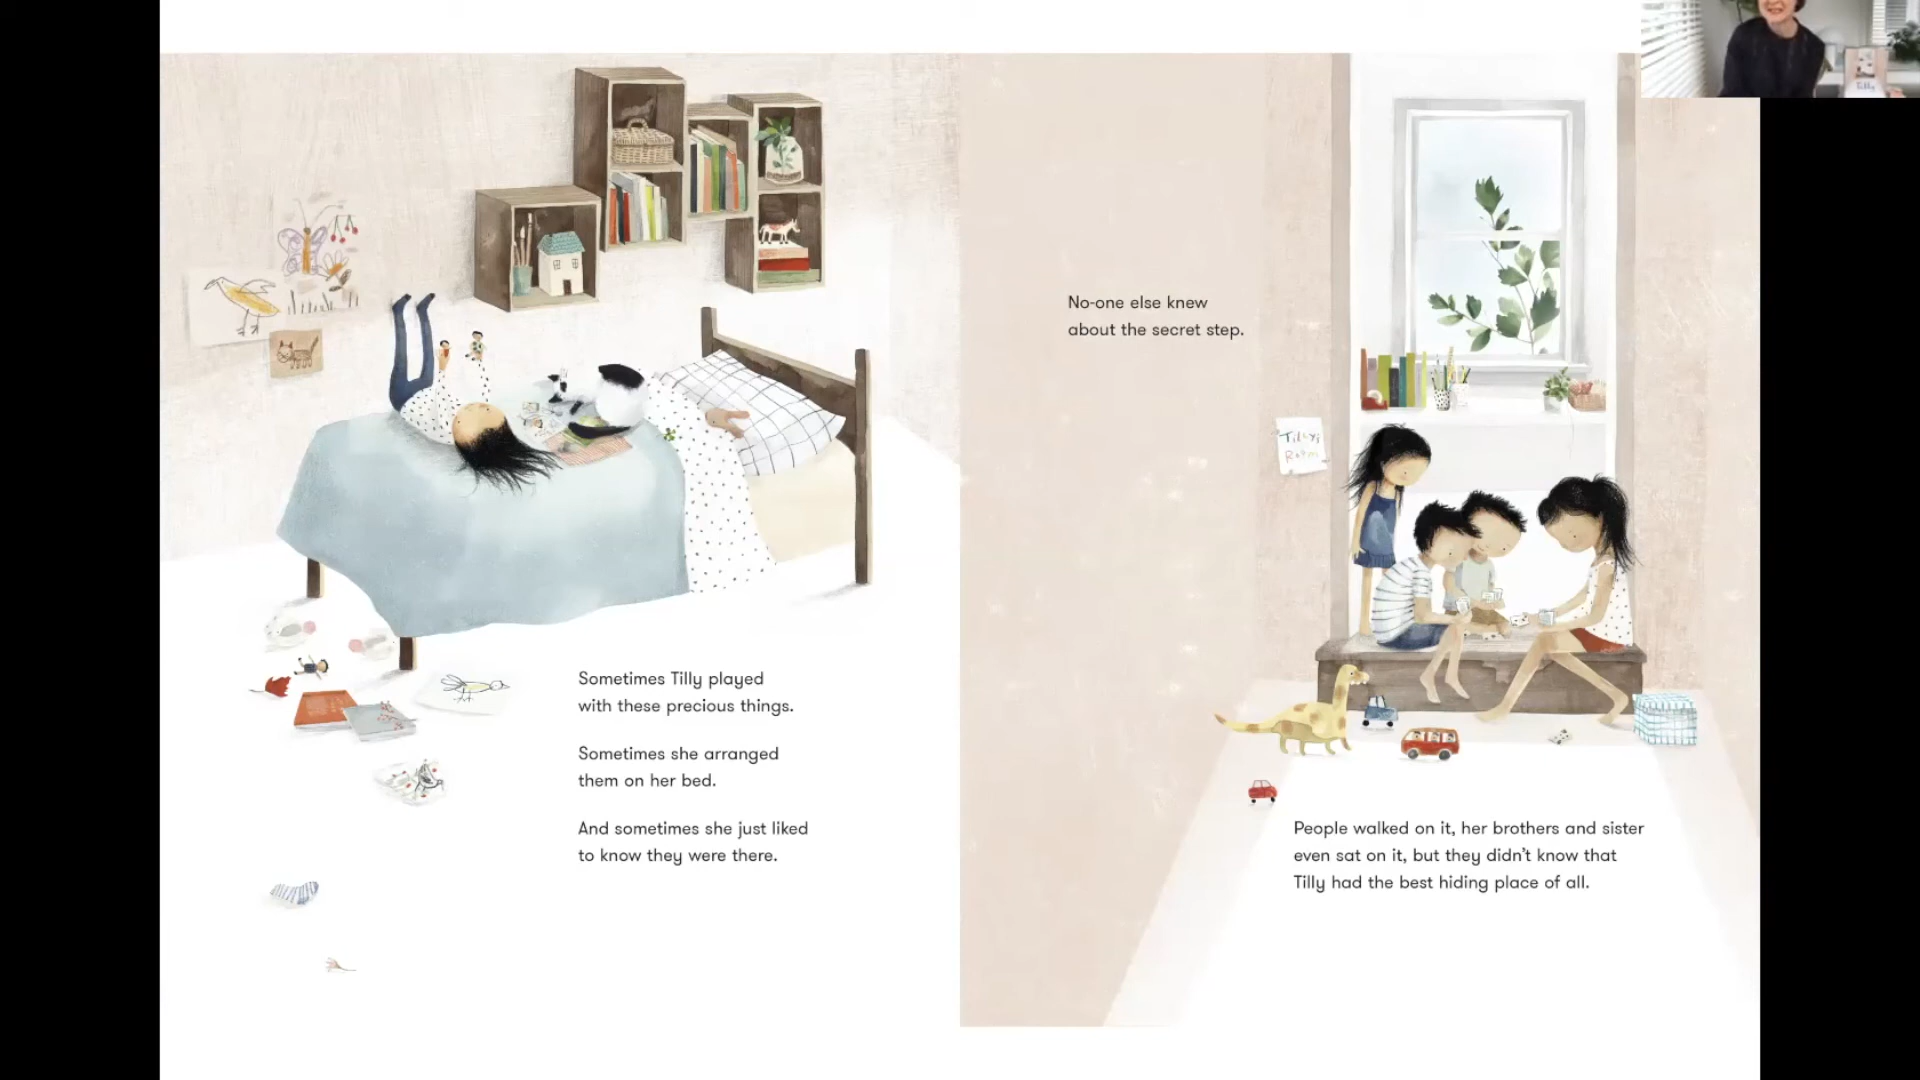 Sometimes Tilly played
with these precious things.
Sometimes she arranged
them on her bed.
And sometimes she just liked
to know they were there.
No-one else knew
about the secret step.
Tilly's
Room
People walked on it, her brothers and sister
even sat on it, but they didn't know that
Tilly had the best hiding place of all.
Tilly